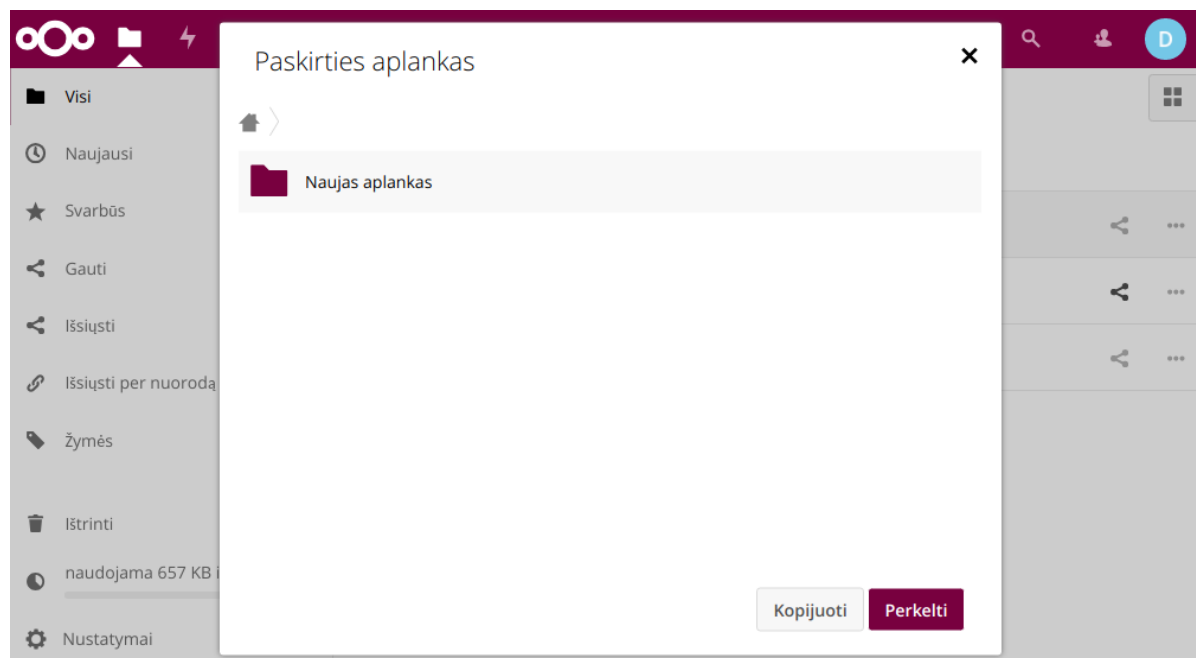 D
Paskirties aplankas
Visi
Naujausi
Naujas aplankas
Svarbūs
Gauti
Išsiųsti
Išsiųsti per nuorodą
Žymės
Ištrinti
naudojama 657 KB i
Kopijuoti
Perkelti
Nustatymai